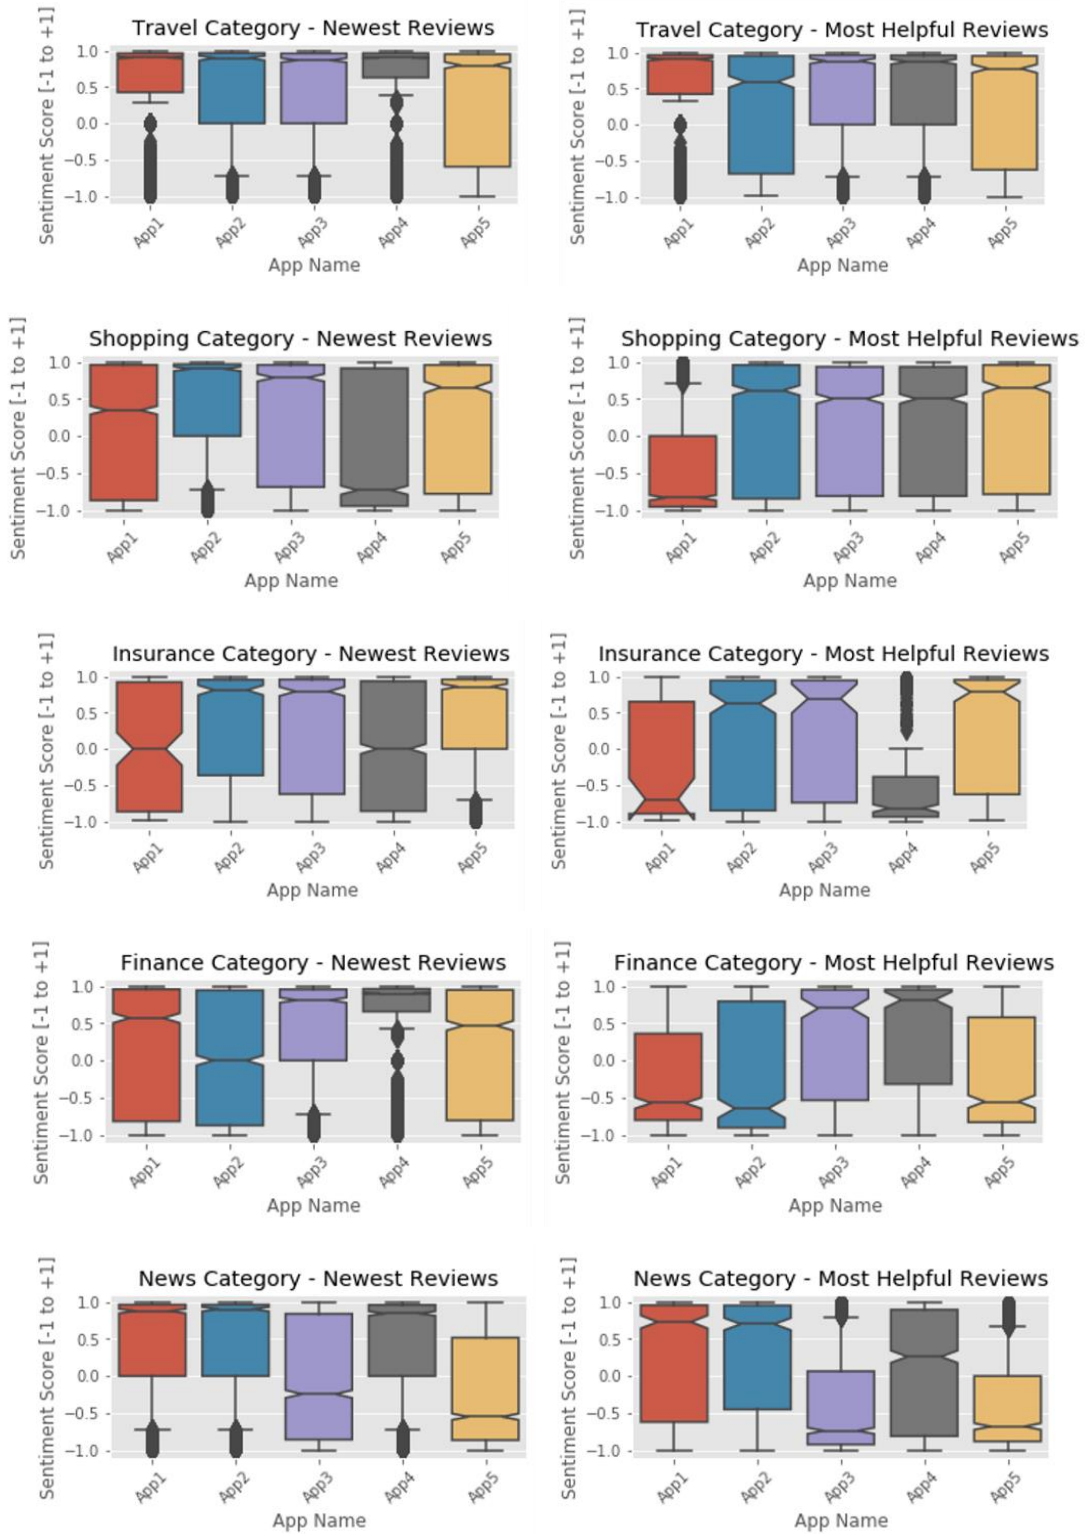 Travel Category - Newest Reviews
Sentiment Score [-1 to +1]
1.0
0.5
0.0
−0.5
−1.0
App1 App2 App3 App4 App5
App Name
Travel Category - Most Helpful Reviews
Sentiment Score [-1 to +1]
1.0
0.5
0.0
−0.5
−1.0
App1 App2 App3 App4 App5
App Name
Shopping Category - Newest Reviews
Sentiment Score [-1 to +1]
1.0
0.5
0.0
−0.5
−1.0
App1 App2 App3 App4 App5
App Name
Shopping Category - Most Helpful Reviews
Sentiment Score [-1 to +1]
1.0
0.5
0.0
−0.5
−1.0
App1 App2 App3 App4 App5
App Name
Insurance Category - Newest Reviews
Sentiment Score [-1 to +1]
1.0
0.5
0.0
−0.5
−1.0
App1 App2 App3 App4 App5
App Name
Insurance Category - Most Helpful Reviews
Sentiment Score [-1 to +1]
1.0
0.5
0.0
−0.5
−1.0
App1 App2 App3 App4 App5
App Name
Finance Category - Newest Reviews
Sentiment Score [-1 to +1]
1.0
0.5
0.0
−0.5
−1.0
App1 App2 App3 App4 App5
App Name
Finance Category - Most Helpful Reviews
Sentiment Score [-1 to +1]
1.0
0.5
0.0
−0.5
−1.0
App1 App2 App3 App4 App5
App Name
News Category - Newest Reviews
Sentiment Score [-1 to +1]
1.0
0.5
0.0
−0.5
−1.0
App1 App2 App3 App4 App5
App Name
News Category - Most Helpful Reviews
Sentiment Score [-1 to +1]
1.0
0.5
0.0
−0.5
−1.0
App1 App2 App3 App4 App5
App Name